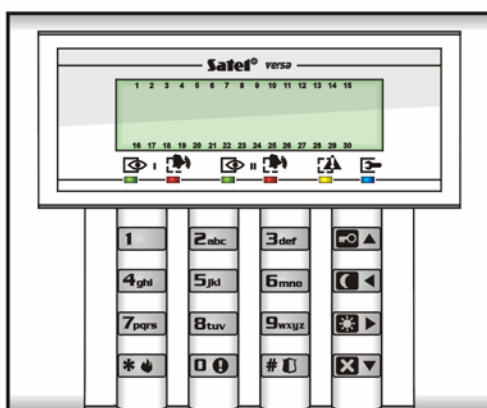 Satel® versa
1 2 3 4 5 6 7 8 9 10 11 12 13 14 15
16 17 18 19 20 21 22 23 24 25 26 27 28 29 30
I II
1 2abc 3def
4ghi 5jkl 6mno
7pqrs 8tuv 9wxyz
* 0 #